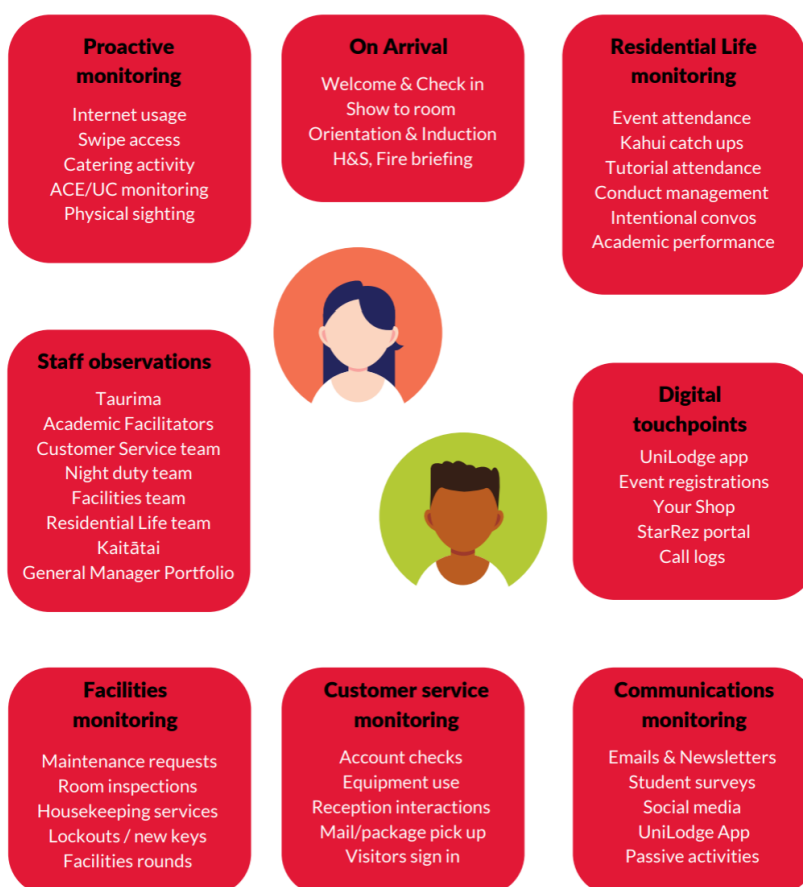 Proactive
monitoring
Internet usage
Swipe access
Catering activity
ACE/UC monitoring
Physical sighting
On Arrival
Welcome & Check in
Show to room
Orientation & Induction
H&S, Fire briefing
Residential Life
monitoring
Event attendance
Kahui catch ups
Tutorial attendance
Conduct management
Intentional convos
Academic performance
Staff observations
Taurima
Academic Facilitators
Customer Service team
Night duty team
Facilities team
Residential Life team
Kaitātai
General Manager Portfolio
Digital
touchpoints
UniLodge app
Event registrations
Your Shop
StarRez portal
Call logs
Facilities
monitoring
Maintenance requests
Room inspections
Housekeeping services
Lockouts / new keys
Facilities rounds
Customer service
monitoring
Account checks
Equipment use
Reception interactions
Mail/package pick up
Visitors sign in
Communications
monitoring
Emails & Newsletters
Student surveys
Social media
UniLodge App
Passive activities